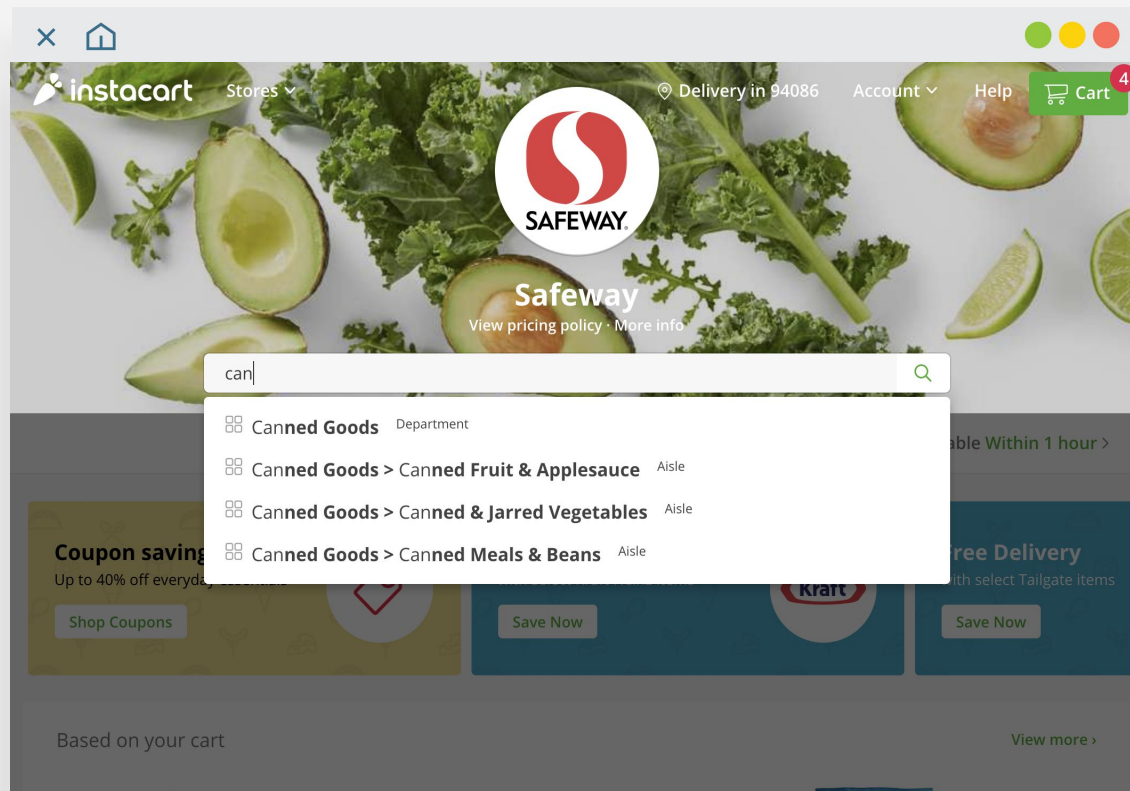 instacart Stores Delivery in 94086 Account Help Cart 4
SAFEWAY
Safeway
View pricing policy · More info
can
Canned Goods Department
Canned Goods > Canned Fruit & Applesauce Aisle
Canned Goods > Canned & Jarred Vegetables Aisle
Canned Goods > Canned Meals & Beans Aisle
Within 1 hour >
Coupon saving
Up to 40% off everyday essentials
Shop Coupons
Kraft
Save Now
ree Delivery
with select Tailgate items
Save Now
Based on your cart
View more ›